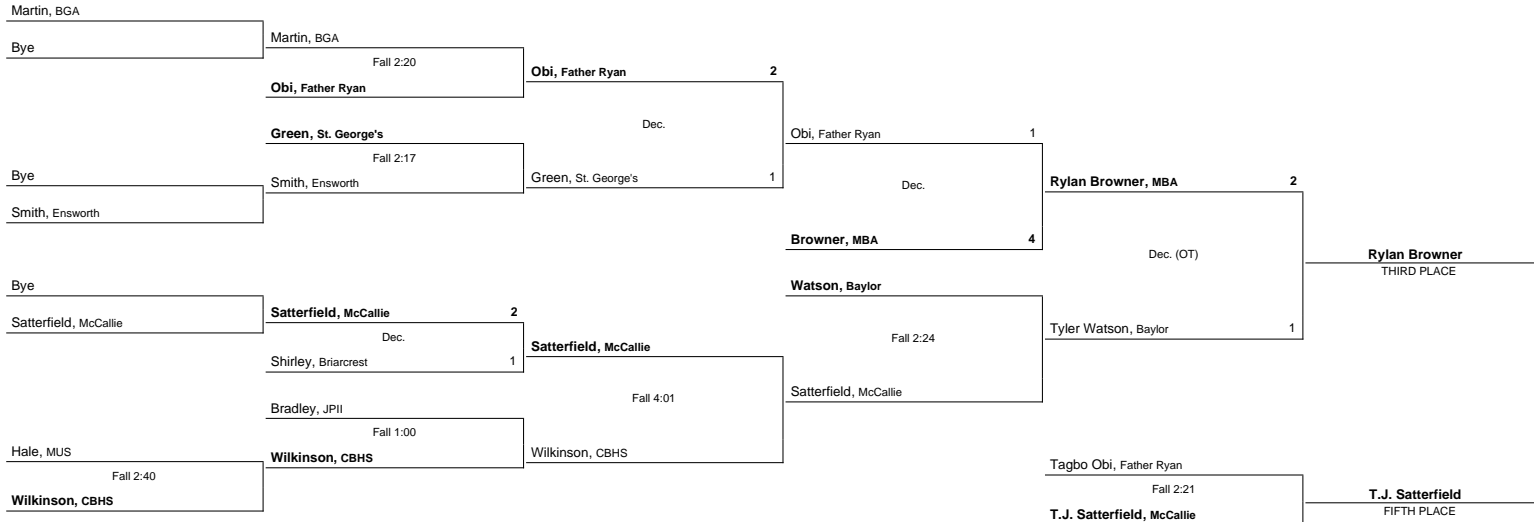 Martin, BGA
Bye
Martin, BGA
Fall 2:20
Obi, Father Ryan
Obi, Father Ryan 2
Dec.
Green, St. George's
Fall 2:17
Smith, Ensworth
Green, St. George's 1
Bye
Smith, Ensworth
Obi, Father Ryan 1
Dec.
Browner, MBA 4
Rylan Browner, MBA 2
Dec. (OT)
Rylan Browner
THIRD PLACE
Bye
Satterfield, McCallie
Satterfield, McCallie 2
Dec.
Shirley, Briarcrest 1
Satterfield, McCallie
Fall 4:01
Bradley, JPII
Fall 1:00
Wilkinson, CBHS
Wilkinson, CBHS
Hale, MUS
Fall 2:40
Wilkinson, CBHS
Watson, Baylor
Fall 2:24
Satterfield, McCallie
Tyler Watson, Baylor 1
Tagbo Obi, Father Ryan
Fall 2:21
T.J. Satterfield, McCallie
T.J. Satterfield
FIFTH PLACE